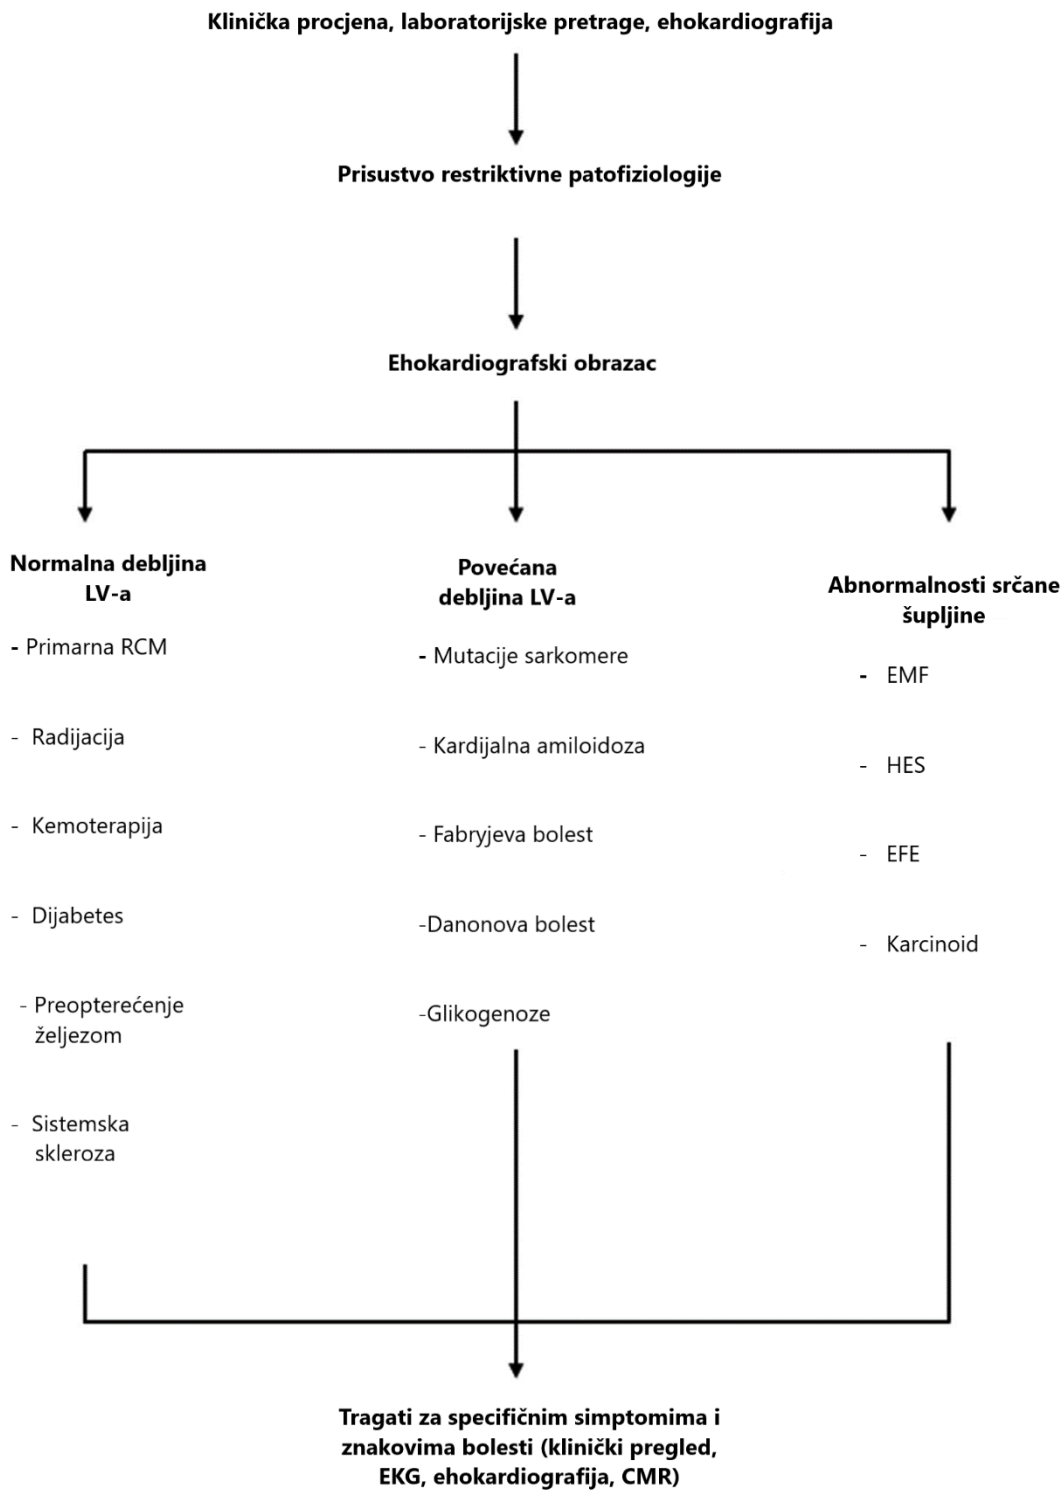 Klinička procjena, laboratorijske pretrage, ehokardiografija
Prisustvo restriktivne patofiziologije
Ehokardiografski obrazac
Normalna debljina
LV-a
- Primarna RCM
- Radijacija
- Kemoterapija
- Dijabetes
- Preopterećenje
željezom
- Sistemska
skleroza
Povećana
debljina LV-a
- Mutacije sarkomere
- Kardijalna amiloidoza
- Fabryjeva bolest
-Danonova bolest
-Glikogenoze
Abnormalnosti srčane
šupljine
- EMF
- HES
- EFE
- Karcinoid
Tragati za specifičnim simptomima i
znakovima bolesti (klinički pregled,
EKG, ehokardiografija, CMR)